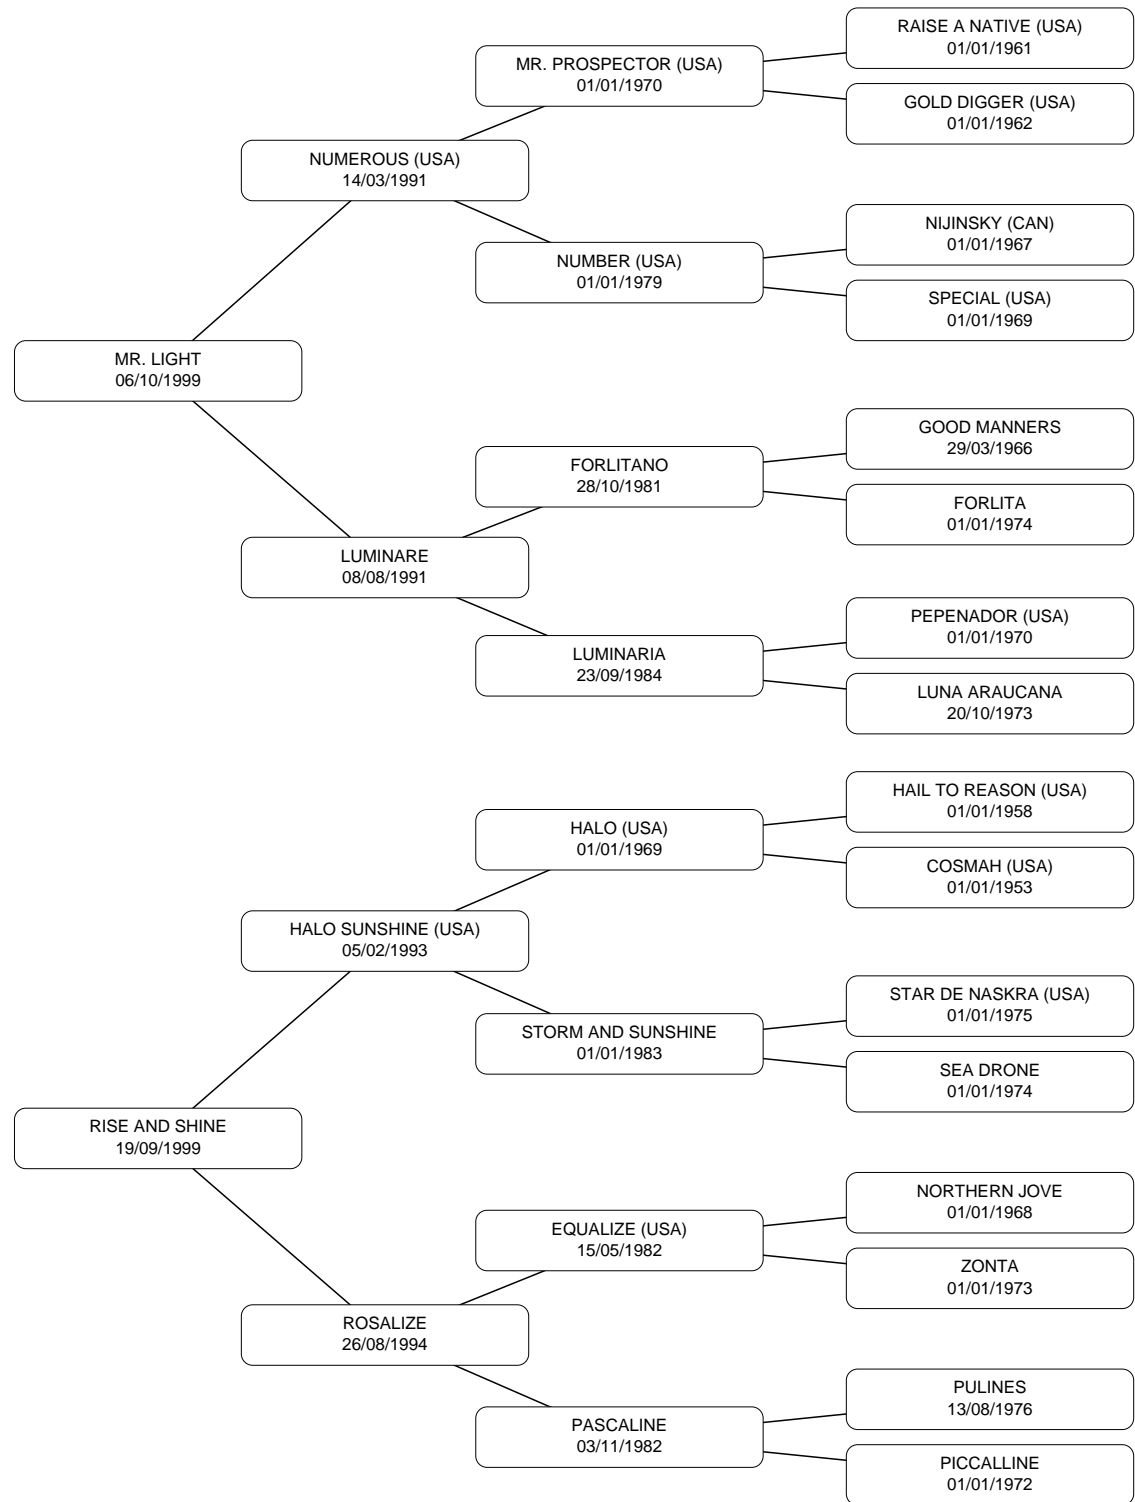 RAISE A NATIVE (USA)
01/01/1961
MR. PROSPECTOR (USA)
01/01/1970
GOLD DIGGER (USA)
01/01/1962
NUMEROUS (USA)
14/03/1991
NIJINSKY (CAN)
01/01/1967
NUMBER (USA)
01/01/1979
SPECIAL (USA)
01/01/1969
MR. LIGHT
06/10/1999
GOOD MANNERS
29/03/1966
FORLITANO
28/10/1981
FORLITA
01/01/1974
LUMINARE
08/08/1991
PEPENADOR (USA)
01/01/1970
LUMINARIA
23/09/1984
LUNA ARAUCANA
20/10/1973
HAIL TO REASON (USA)
01/01/1958
HALO (USA)
01/01/1969
COSMAH (USA)
01/01/1953
HALO SUNSHINE (USA)
05/02/1993
STAR DE NASKRA (USA)
01/01/1975
STORM AND SUNSHINE
01/01/1983
SEA DRONE
01/01/1974
RISE AND SHINE
19/09/1999
NORTHERN JOVE
01/01/1968
EQUALIZE (USA)
15/05/1982
ZONTA
01/01/1973
ROSALIZE
26/08/1994
PULINES
13/08/1976
PASCALINE
03/11/1982
PICCALLINE
01/01/1972